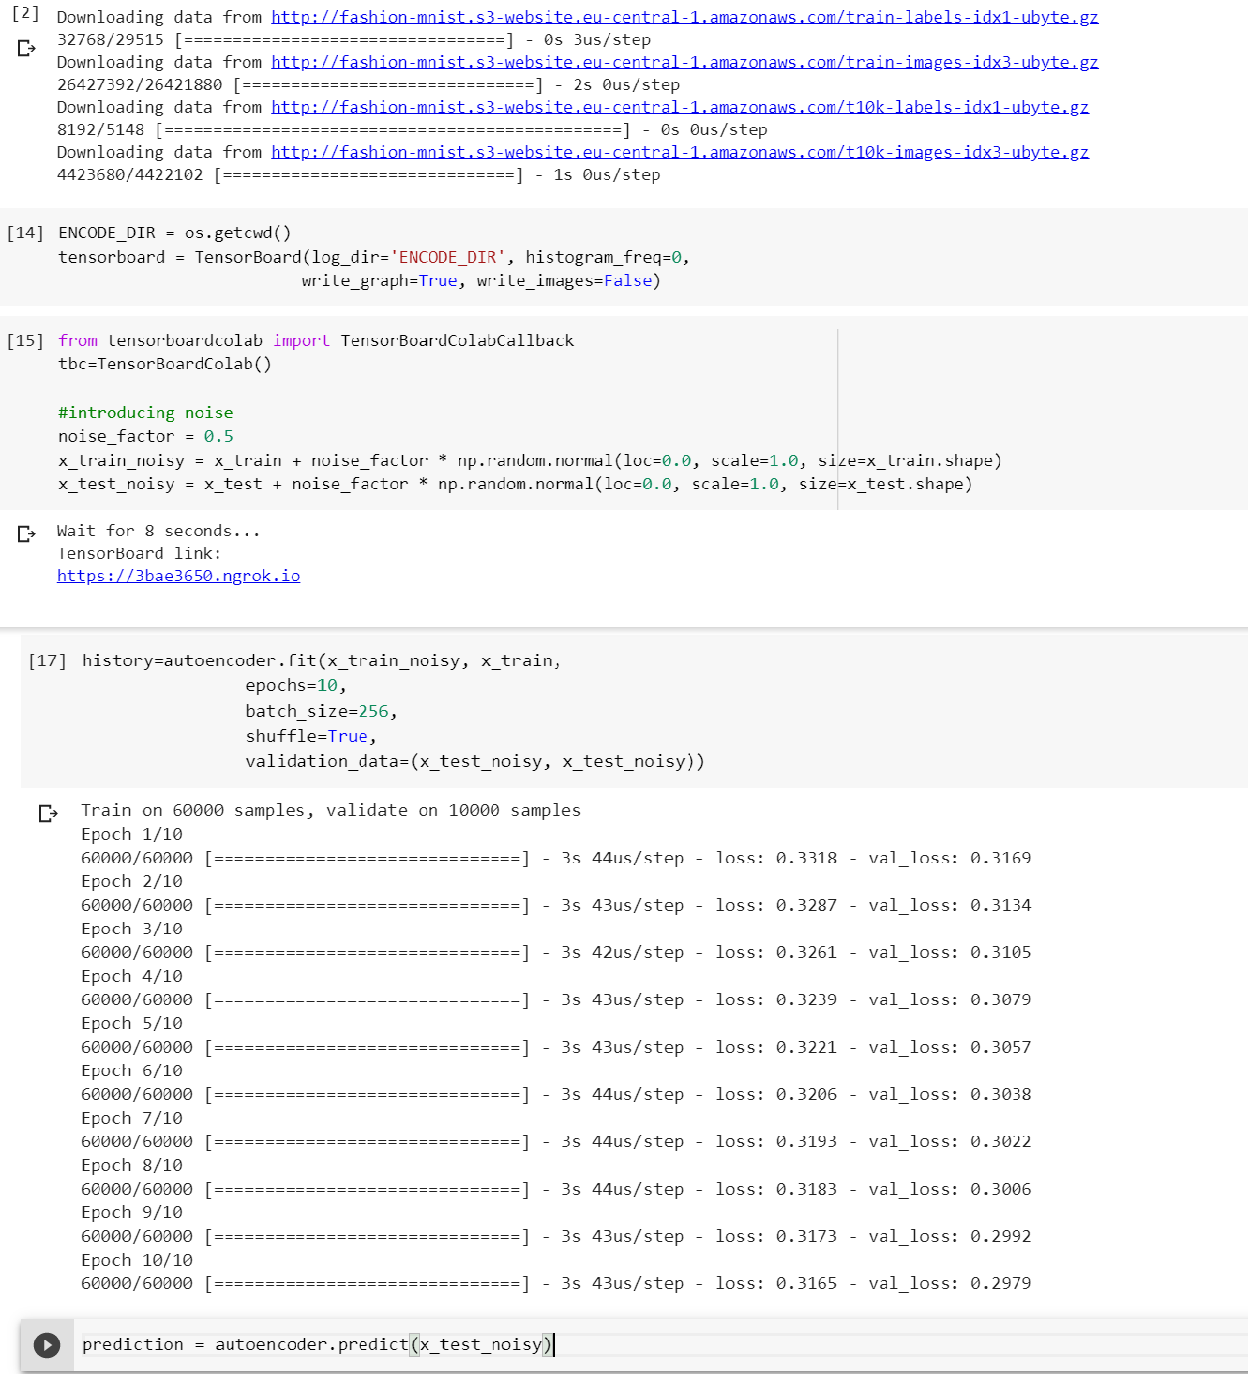 [2] Downloading data from http://fashion-mnist.s3-website.eu-central-1.amazonaws.com/train-labels-idx1-ubyte.gz
32768/29515 [=================================] - 0s 3us/step
Downloading data from http://fashion-mnist.s3-website.eu-central-1.amazonaws.com/train-images-idx3-ubyte.gz
26427392/26421880 [==============================] - 2s 0us/step
Downloading data from http://fashion-mnist.s3-website.eu-central-1.amazonaws.com/t10k-labels-idx1-ubyte.gz
8192/5148 [===============================================] - 0s 0us/step
Downloading data from http://fashion-mnist.s3-website.eu-central-1.amazonaws.com/t10k-images-idx3-ubyte.gz
4423680/4422102 [==============================] - 1s 0us/step
[14] ENCODE_DIR = os.getcwd()
tensorboard = TensorBoard(log_dir='ENCODE_DIR', histogram_freq=0,
write_graph=True, write_images=False)
[15] from tensorboardcolab import TensorBoardColabCallback
tbc=TensorBoardColab()
#introducing noise
noise_factor = 0.5
x_train_noisy = x_train + noise_factor * np.random.normal(loc=0.0, scale=1.0, size=x_train.shape)
x_test_noisy = x_test + noise_factor * np.random.normal(loc=0.0, scale=1.0, size=x_test.shape)
Wait for 8 seconds...
TensorBoard link:
https://3bae3650.ngrok.io
[17] history=autoencoder.fit(x_train_noisy, x_train,
epochs=10,
batch_size=256,
shuffle=True,
validation_data=(x_test_noisy, x_test_noisy))
Train on 60000 samples, validate on 10000 samples
Epoch 1/10
60000/60000 [==============================] - 3s 44us/step - loss: 0.3318 - val_loss: 0.3169
Epoch 2/10
60000/60000 [==============================] - 3s 43us/step - loss: 0.3287 - val_loss: 0.3134
Epoch 3/10
60000/60000 [==============================] - 3s 42us/step - loss: 0.3261 - val_loss: 0.3105
Epoch 4/10
60000/60000 [==============================] - 3s 43us/step - loss: 0.3239 - val_loss: 0.3079
Epoch 5/10
60000/60000 [==============================] - 3s 43us/step - loss: 0.3221 - val_loss: 0.3057
Epoch 6/10
60000/60000 [==============================] - 3s 44us/step - loss: 0.3206 - val_loss: 0.3038
Epoch 7/10
60000/60000 [==============================] - 3s 44us/step - loss: 0.3193 - val_loss: 0.3022
Epoch 8/10
60000/60000 [==============================] - 3s 44us/step - loss: 0.3183 - val_loss: 0.3006
Epoch 9/10
60000/60000 [==============================] - 3s 43us/step - loss: 0.3173 - val_loss: 0.2992
Epoch 10/10
60000/60000 [==============================] - 3s 43us/step - loss: 0.3165 - val_loss: 0.2979
prediction = autoencoder.predict(x_test_noisy)